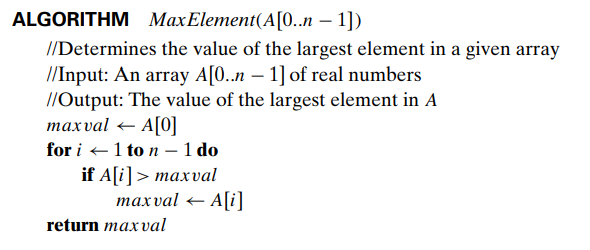 ALGORITHM MaxElement(A[0..n − 1])
//Determines the value of the largest element in a given array
//Input: An array A[0..n − 1] of real numbers
//Output: The value of the largest element in A
maxval ← A[0]
for i ← 1 to n − 1 do
if A[i] > maxval
maxval ← A[i]
return maxval